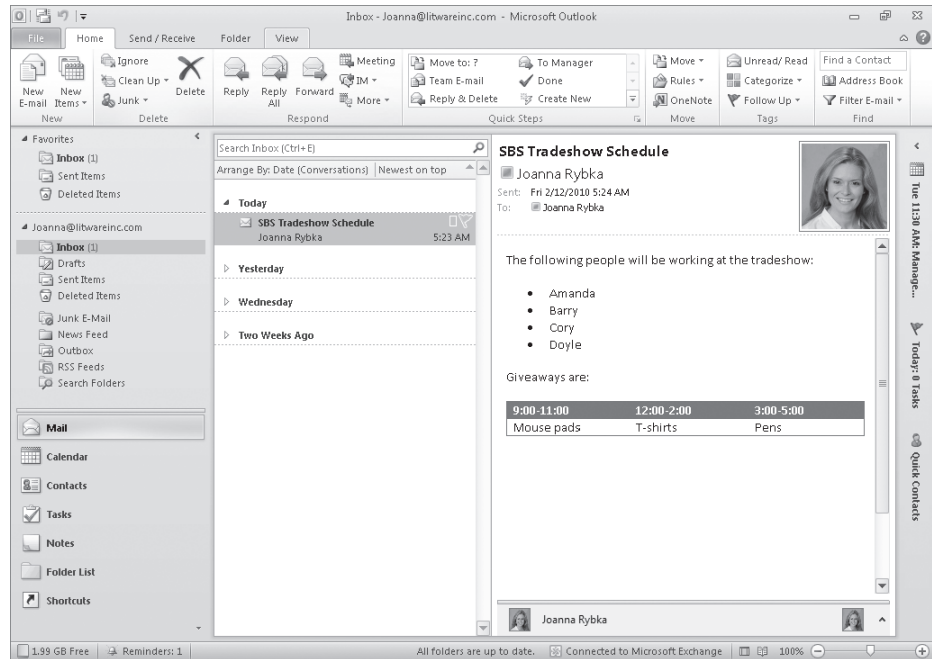 Inbox - Joanna@litwareinc.com - Microsoft Outlook
File Home Send / Receive Folder View
New E-mail
New Items
New
Ignore
Clean Up
Junk
Delete
Delete
Reply
Reply All
Forward
Meeting
IM
More
Respond
Move to: ?
Team E-mail
Reply & Delete
To Manager
Done
Create New
Quick Steps
Move
Rules
OneNote
Move
Unread/ Read
Categorize
Follow Up
Tags
Find a Contact
Address Book
Filter E-mail
Find
Favorites
Inbox (1)
Sent Items
Deleted Items
Joanna@litwareinc.com
Inbox (1)
Drafts
Sent Items
Deleted Items
Junk E-Mail
News Feed
Outbox
RSS Feeds
Search Folders
Mail
Calendar
Contacts
Tasks
Notes
Folder List
Shortcuts
Search Inbox (Ctrl+E)
Arrange By: Date (Conversations) Newest on top
Today
SBS Tradeshow Schedule
Joanna Rybka 5:23 AM
Yesterday
Wednesday
Two Weeks Ago
SBS Tradeshow Schedule
Joanna Rybka
Sent: Fri 2/12/2010 5:24 AM
To: Joanna Rybka
The following people will be working at the tradeshow:
• Amanda
• Barry
• Cory
• Doyle
Giveaways are:
9:00-11:00 12:00-2:00 3:00-5:00
Mouse pads T-shirts Pens
Joanna Rybka
Tue 11:30 AM: Manage...
Today: 0 Tasks
Quick Contacts
1.99 GB Free Reminders: 1 All folders are up to date. Connected to Microsoft Exchange 100%